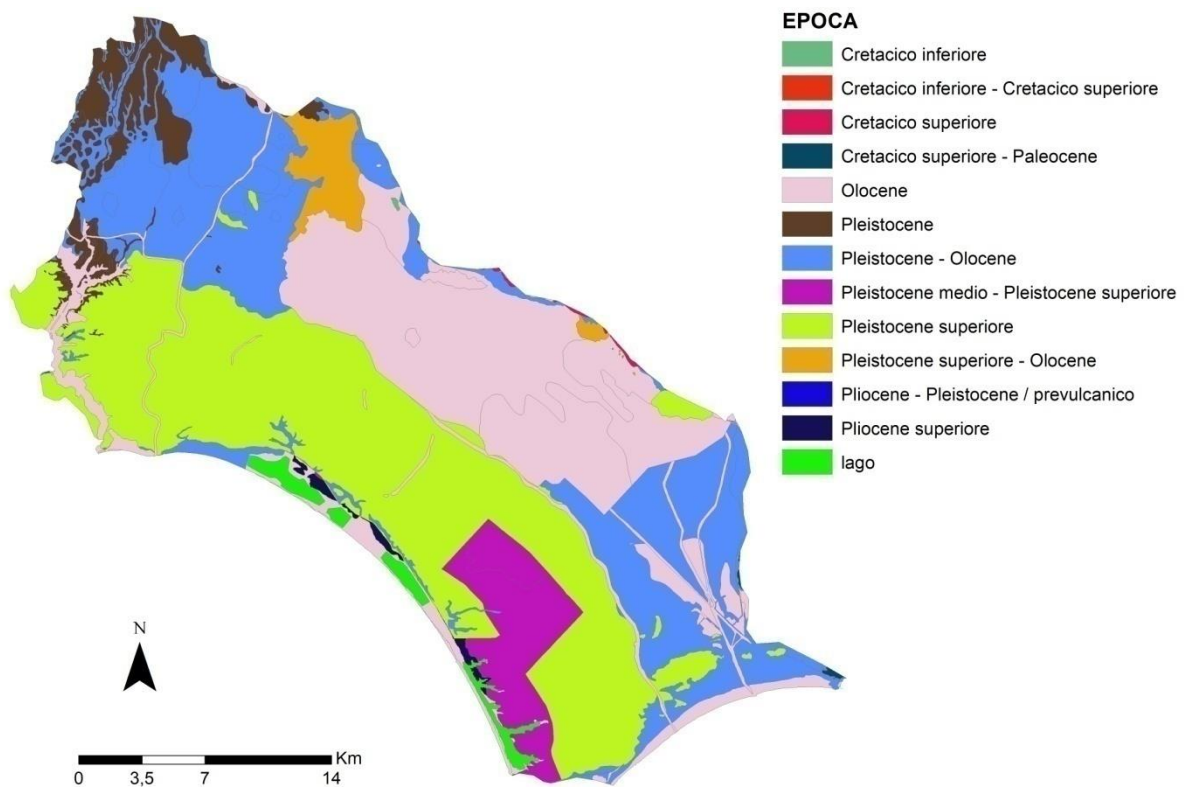 EPOCA
Cretacico inferiore
Cretacico inferiore - Cretacico superiore
Cretacico superiore
Cretacico superiore - Paleocene
Olocene
Pleistocene
Pleistocene - Olocene
Pleistocene medio - Pleistocene superiore
Pleistocene superiore
Pleistocene superiore - Olocene
Pliocene - Pleistocene / prevulcanico
Pliocene superiore
lago
N
Km
0 3,5 7 14